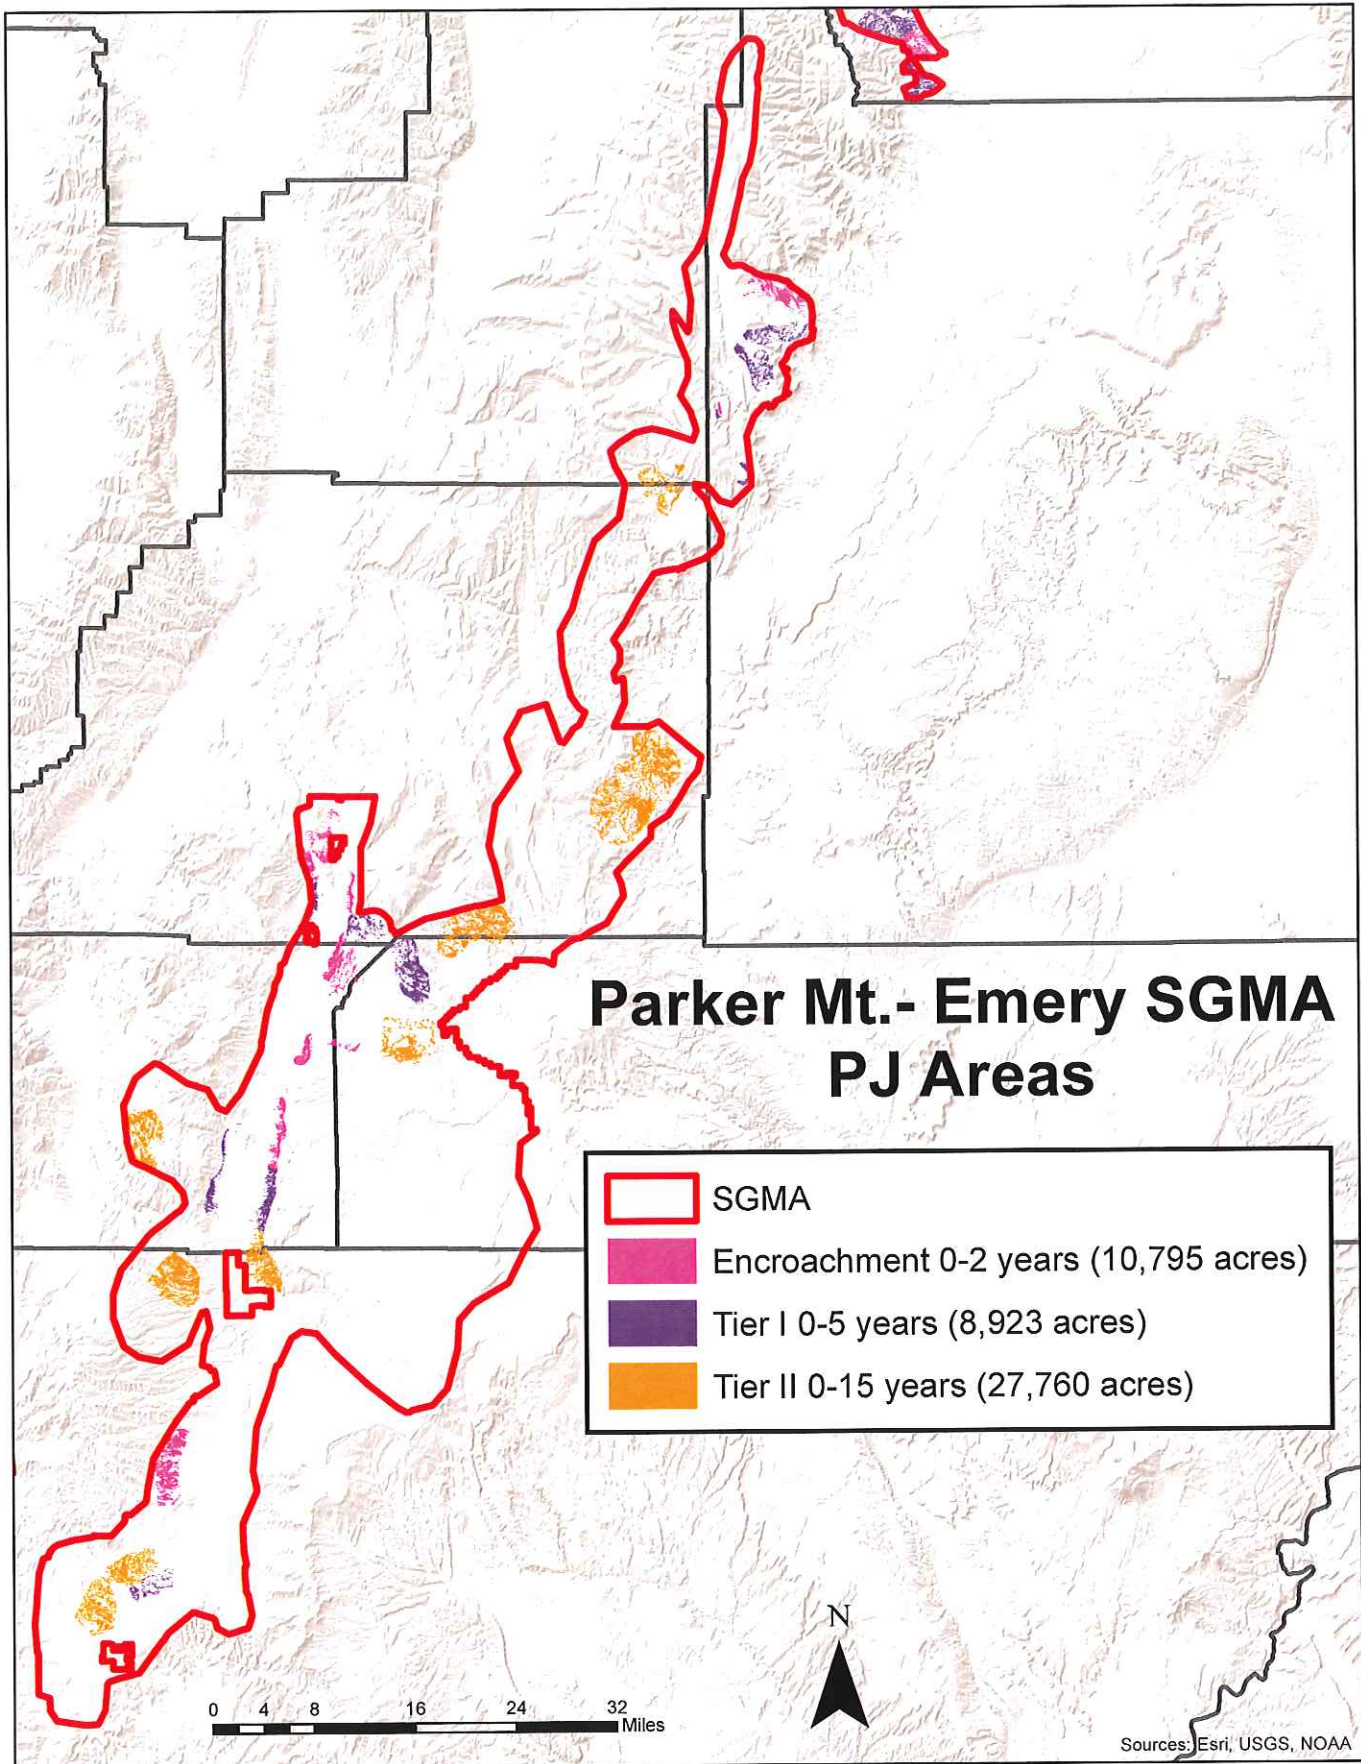 Parker Mt.- Emery SGMA
PJ Areas
SGMA
Encroachment 0-2 years (10,795 acres)
Tier I 0-5 years (8,923 acres)
Tier II 0-15 years (27,760 acres)
N
0 4 8 16 24 32
Miles
Sources: Esri, USGS, NOAA